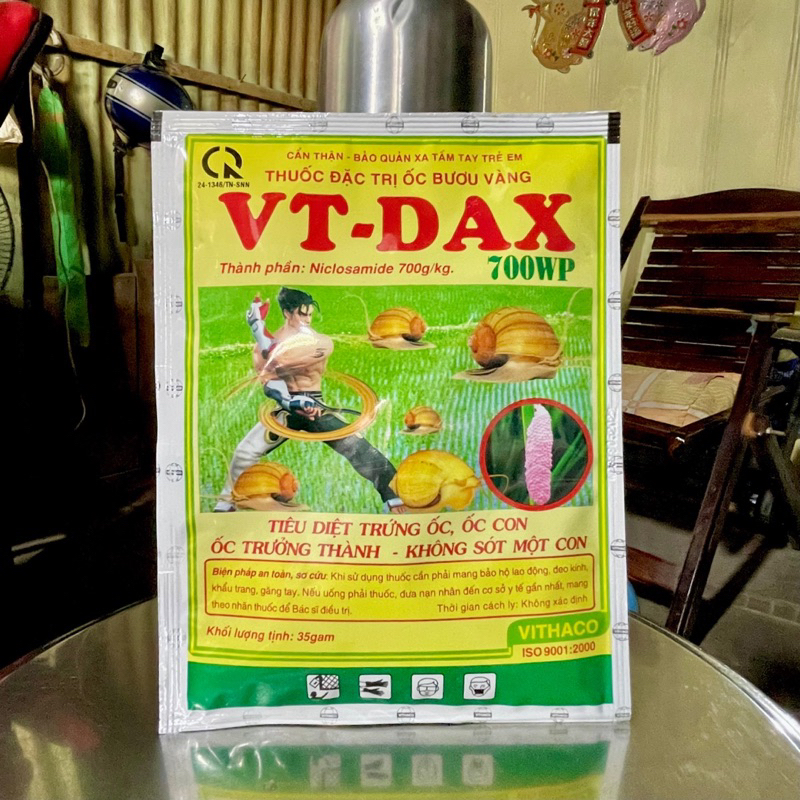 CẨN THẬN - BẢO QUẢN XA TẦM TAY TRẺ EM
24-1346/TN-SNN
THUỐC ĐẶC TRỊ ỐC BƯƠU VÀNG
VT-DAX
700WP
Thành phần: Niclosamide 700g/kg.
TIÊU DIỆT TRỨNG ỐC, ỐC CON
ỐC TRƯỞNG THÀNH - KHÔNG SÓT MỘT CON
Biện pháp an toàn, sơ cứu: Khi sử dụng thuốc cần phải mang bảo hộ lao động, đeo kính,
khẩu trang, găng tay. Nếu uống phải thuốc, đưa nạn nhân đến cơ sở y tế gần nhất, mang
theo nhãn thuốc để Bác sĩ điều trị. Thời gian cách ly: Không xác định
Khối lượng tịnh: 35gam
VITHACO
ISO 9001:2000